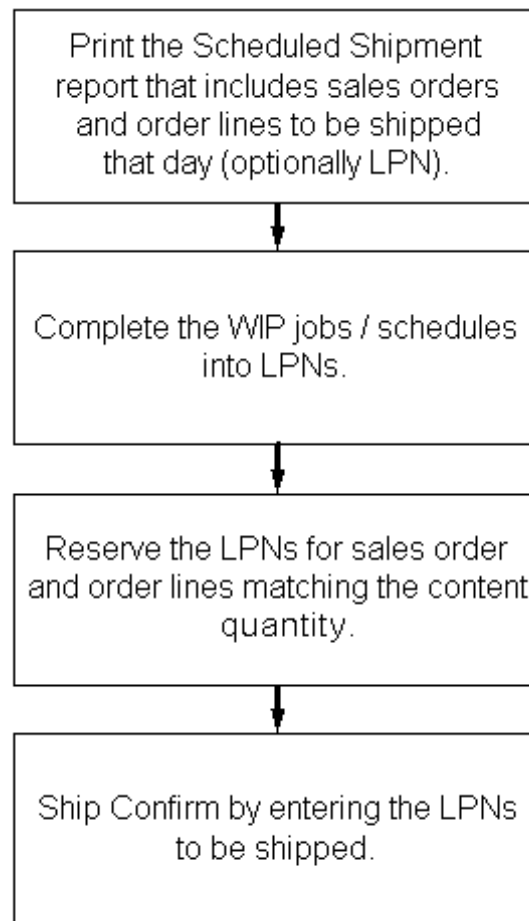 Print the Scheduled Shipment
report that includes sales orders
and order lines to be shipped
that day (optionally LPN).
Complete the WIP jobs / schedules
into LPNs.
Reserve the LPNs for sales order
and order lines matching the content
quantity.
Ship Confirm by entering the LPNs
to be shipped.